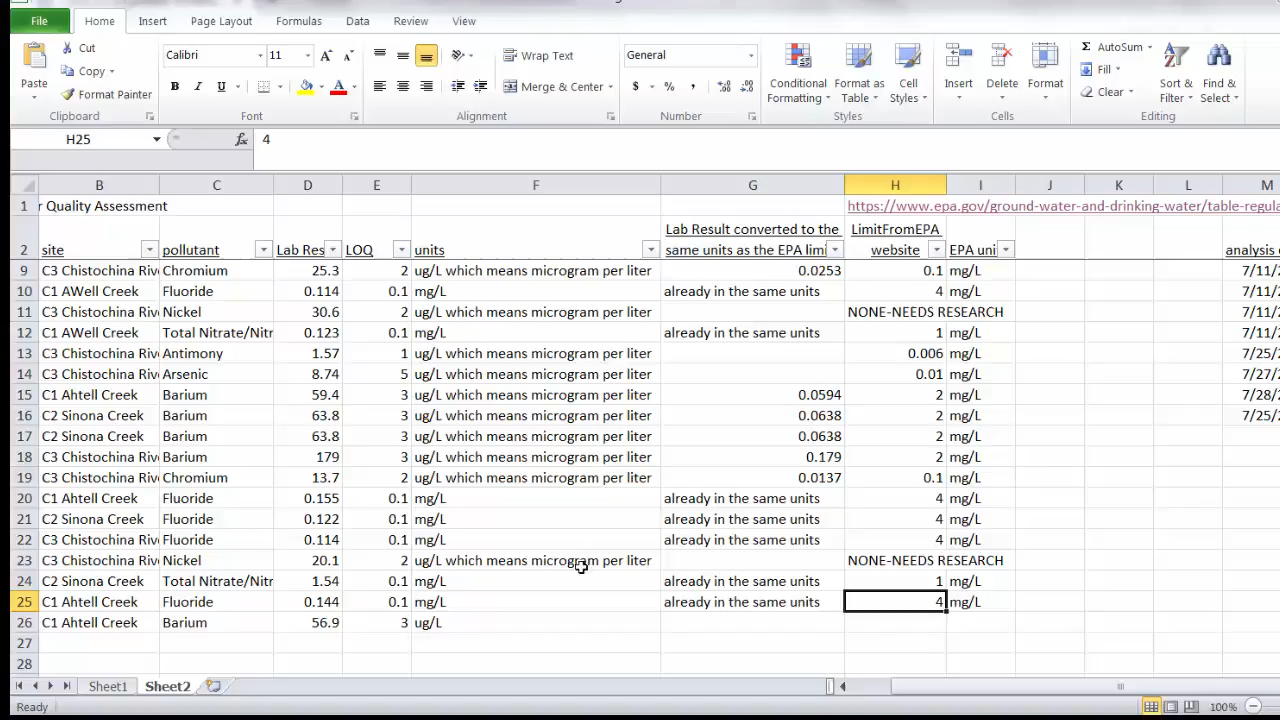 File Home Insert Page Layout Formulas Data Review View
Cut
Copy
Format Painter
Paste
Clipboard
Calibri 11
B I U
Font
Wrap Text
Merge & Center
Alignment
General
$ % ,
Number
Conditional Formatting
Format as Table
Cell Styles
Styles
Insert Delete Format
Cells
AutoSum
Fill
Clear
Sort & Filter
Find & Select
Editing
H25 fx 4
B C D E F G H I J K L M
1 r Quality Assessment https://www.epa.gov/ground-water-and-drinking-water/table-regula
2 site pollutant Lab Res LOQ units Lab Result converted to the same units as the EPA limi LimitFromEPA website EPA uni analysis
9 C3 Chistochina Rive Chromium 25.3 2 ug/L which means microgram per liter 0.0253 0.1 mg/L 7/11/2
10 C1 AWell Creek Fluoride 0.114 0.1 mg/L already in the same units 4 mg/L 7/11/2
11 C3 Chistochina Rive Nickel 30.6 2 ug/L which means microgram per liter NONE-NEEDS RESEARCH 7/11/2
12 C1 AWell Creek Total Nitrate/Nitr 0.123 0.1 mg/L already in the same units 1 mg/L 7/11/2
13 C3 Chistochina Rive Antimony 1.57 1 ug/L which means microgram per liter 0.006 mg/L 7/25/2
14 C3 Chistochina Rive Arsenic 8.74 5 ug/L which means microgram per liter 0.01 mg/L 7/27/2
15 C1 Ahtell Creek Barium 59.4 3 ug/L which means microgram per liter 0.0594 2 mg/L 7/28/2
16 C2 Sinona Creek Barium 63.8 3 ug/L which means microgram per liter 0.0638 2 mg/L 7/25/2
17 C2 Sinona Creek Barium 63.8 3 ug/L which means microgram per liter 0.0638 2 mg/L
18 C3 Chistochina Rive Barium 179 3 ug/L which means microgram per liter 0.179 2 mg/L
19 C3 Chistochina Rive Chromium 13.7 2 ug/L which means microgram per liter 0.0137 0.1 mg/L
20 C1 Ahtell Creek Fluoride 0.155 0.1 mg/L already in the same units 4 mg/L
21 C2 Sinona Creek Fluoride 0.122 0.1 mg/L already in the same units 4 mg/L
22 C3 Chistochina Rive Fluoride 0.114 0.1 mg/L already in the same units 4 mg/L
23 C3 Chistochina Rive Nickel 20.1 2 ug/L which means microgram per liter NONE-NEEDS RESEARCH
24 C2 Sinona Creek Total Nitrate/Nitr 1.54 0.1 mg/L already in the same units 1 mg/L
25 C1 Ahtell Creek Fluoride 0.144 0.1 mg/L already in the same units 4 mg/L
26 C1 Ahtell Creek Barium 56.9 3 ug/L
27
28
Sheet1 Sheet2
Ready 100%